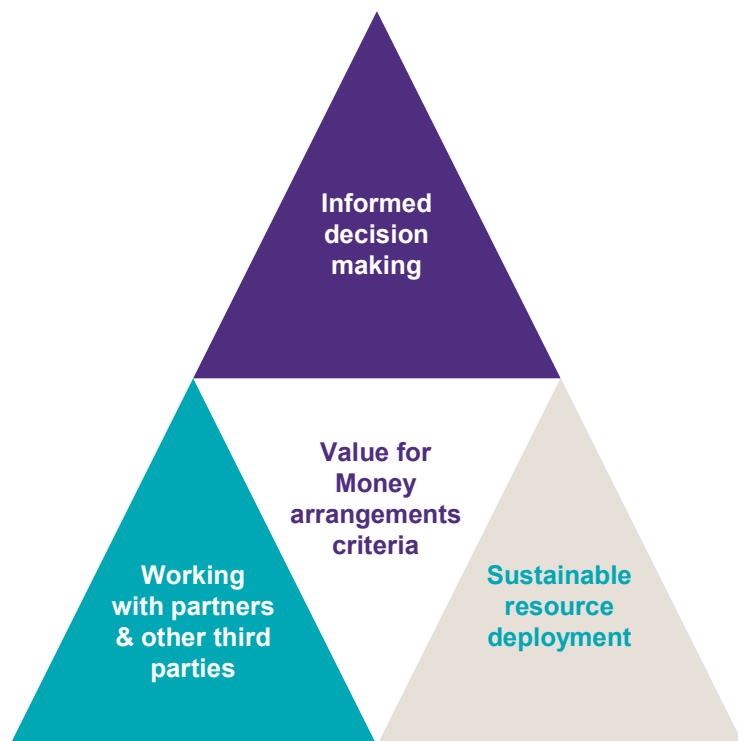 Informed
decision
making
Value for
Money
arrangements
criteria
Working
with partners
& other third
parties
Sustainable
resource
deployment